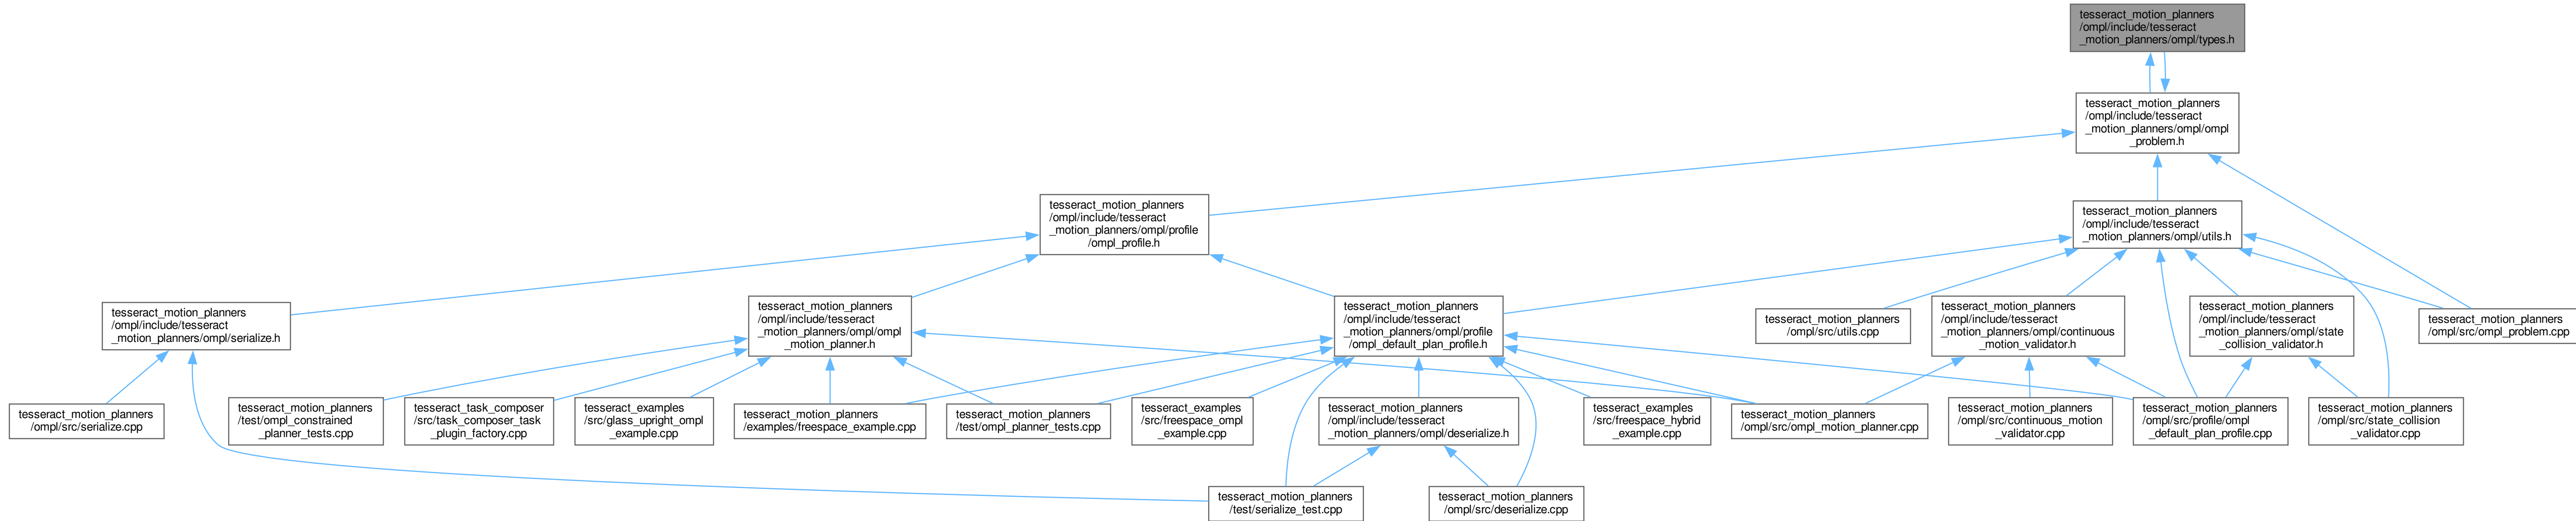 tesseract_motion_planners
/ompl/include/tesseract
_motion_planners/ompl/types.h
tesseract_motion_planners
/ompl/include/tesseract
_motion_planners/ompl/ompl
_problem.h
tesseract_motion_planners
/ompl/include/tesseract
_motion_planners/ompl/profile
/ompl_profile.h
tesseract_motion_planners
/ompl/include/tesseract
_motion_planners/ompl/utils.h
tesseract_motion_planners
/ompl/include/tesseract
_motion_planners/ompl/serialize.h
tesseract_motion_planners
/ompl/include/tesseract
_motion_planners/ompl/ompl
_motion_planner.h
tesseract_motion_planners
/ompl/include/tesseract
_motion_planners/ompl/profile
/ompl_default_plan_profile.h
tesseract_motion_planners
/ompl/src/utils.cpp
tesseract_motion_planners
/ompl/include/tesseract
_motion_planners/ompl/continuous
_motion_validator.h
tesseract_motion_planners
/ompl/include/tesseract
_motion_planners/ompl/state
_collision_validator.h
tesseract_motion_planners
/ompl/src/ompl_problem.cpp
tesseract_motion_planners
/ompl/src/serialize.cpp
tesseract_motion_planners
/test/ompl_constrained
_planner_tests.cpp
tesseract_task_composer
/src/task_composer_task
_plugin_factory.cpp
tesseract_examples
/src/glass_upright_ompl
_example.cpp
tesseract_motion_planners
/examples/freespace_example.cpp
tesseract_motion_planners
/test/ompl_planner_tests.cpp
tesseract_examples
/src/freespace_ompl
_example.cpp
tesseract_motion_planners
/ompl/include/tesseract
_motion_planners/ompl/deserialize.h
tesseract_examples
/src/freespace_hybrid
_example.cpp
tesseract_motion_planners
/ompl/src/ompl_motion_planner.cpp
tesseract_motion_planners
/ompl/src/continuous_motion
_validator.cpp
tesseract_motion_planners
/ompl/src/profile/ompl
_default_plan_profile.cpp
tesseract_motion_planners
/ompl/src/state_collision
_validator.cpp
tesseract_motion_planners
/test/serialize_test.cpp
tesseract_motion_planners
/ompl/src/deserialize.cpp